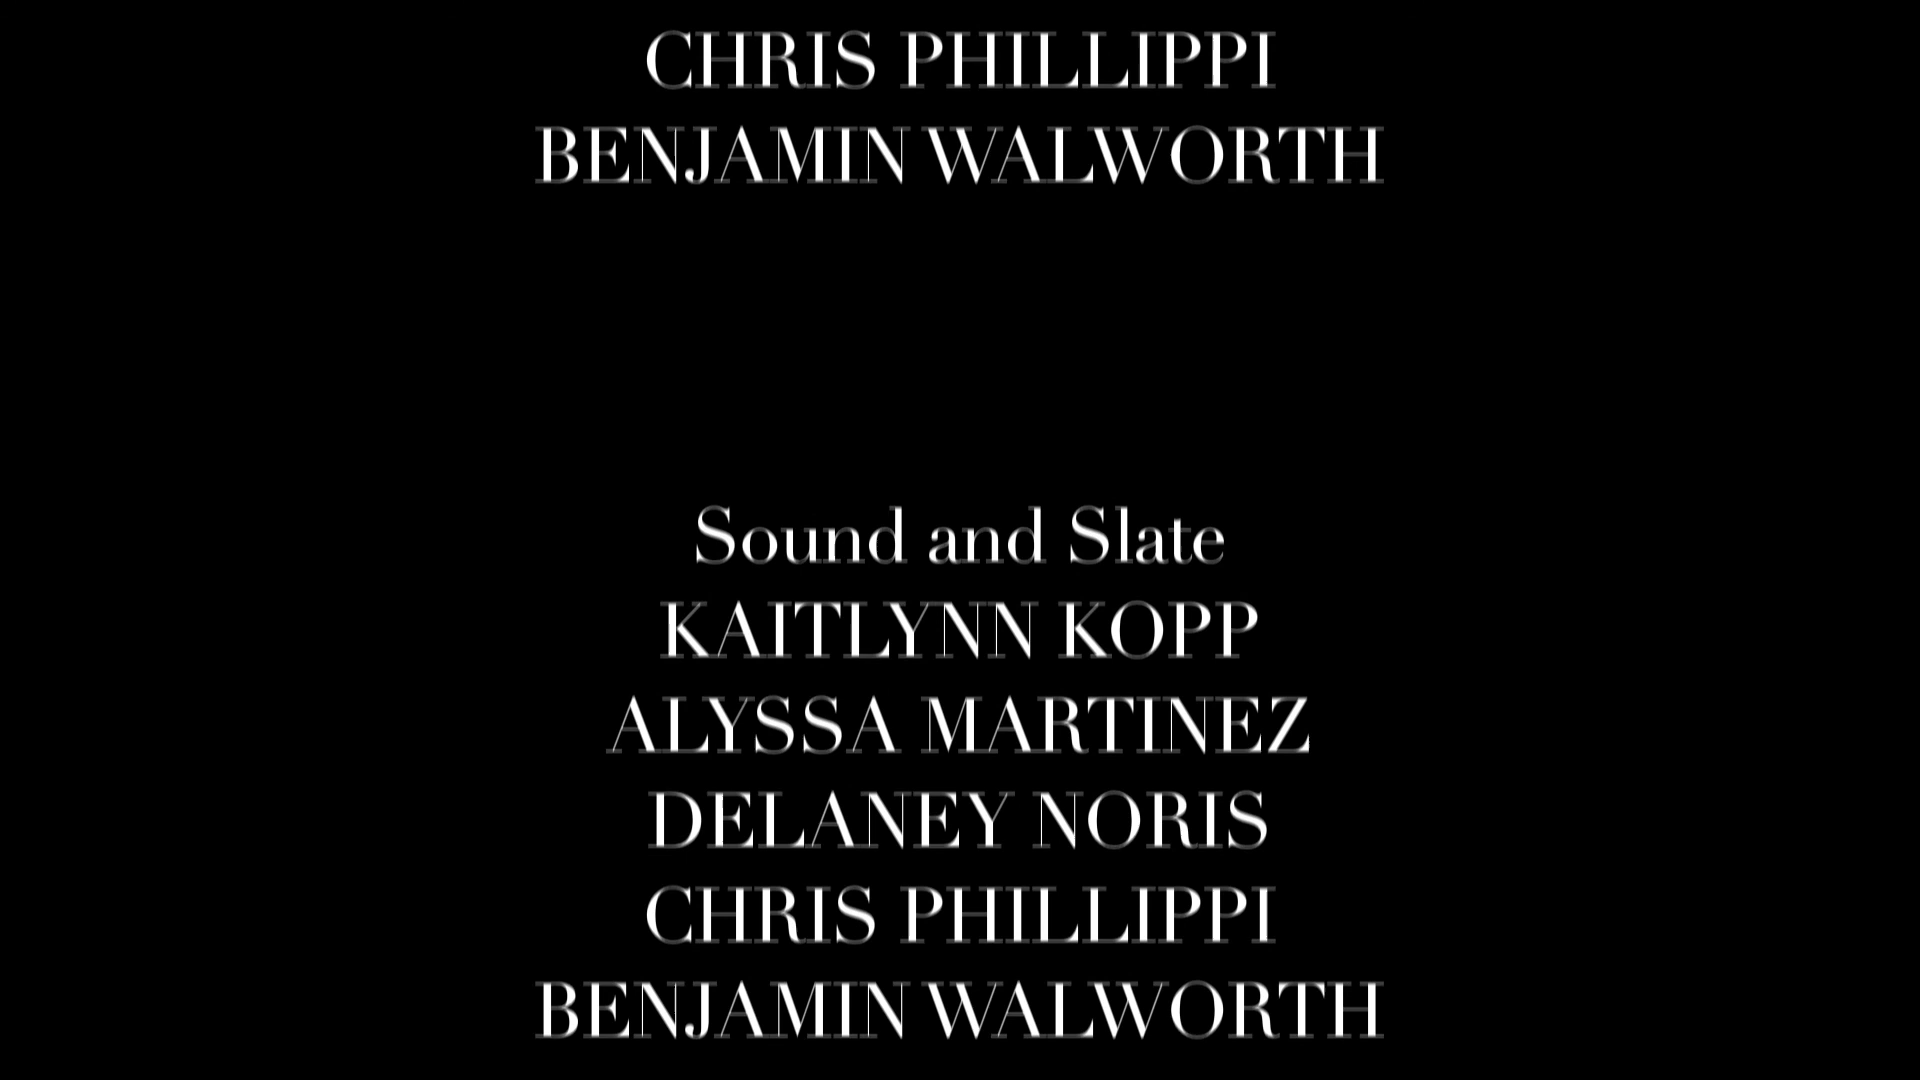 CHRIS PHILLIPPI
BENJAMIN WALWORTH
Sound and Slate
KAITLYNN KOPP
ALYSSA MARTINEZ
DELANEY NORIS
CHRIS PHILLIPPI
BENJAMIN WALWORTH